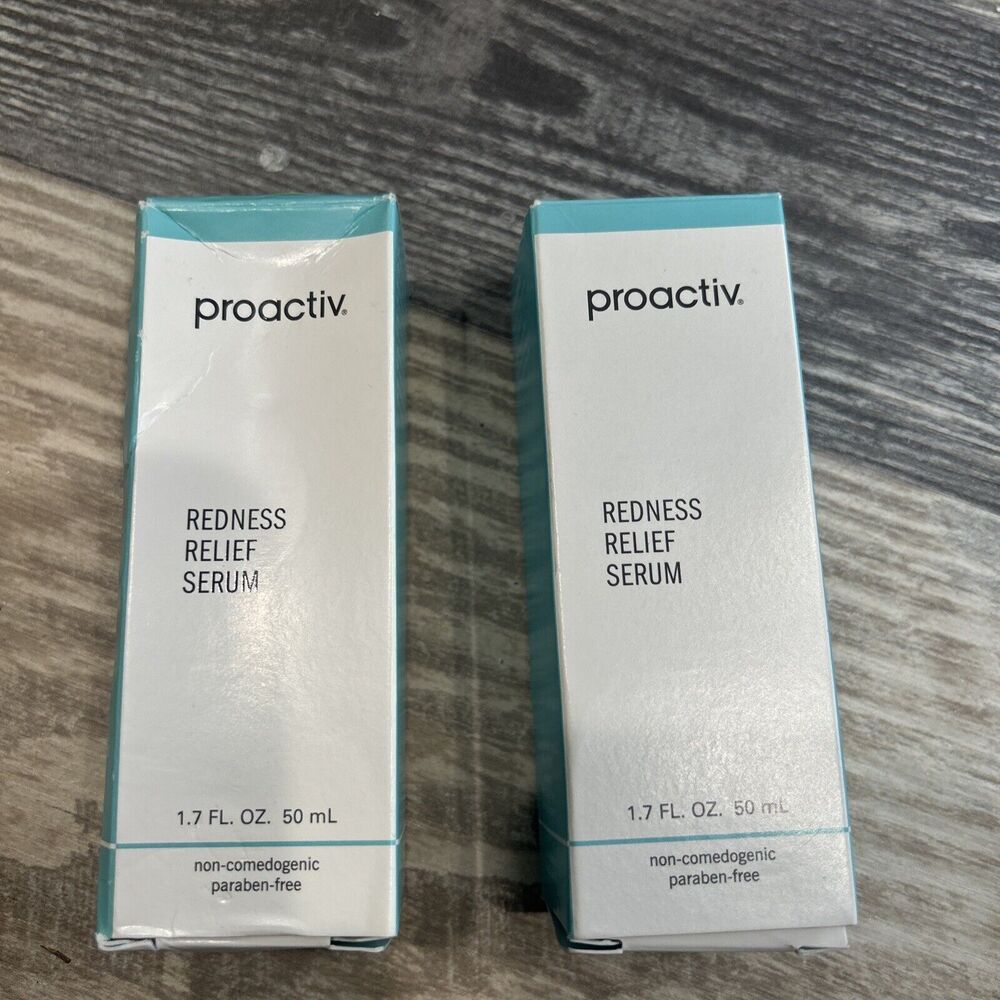 proactiv®
REDNESS
RELIEF
SERUM
1.7 FL. OZ. 50 mL
non-comedogenic
paraben-free
proactiv®
REDNESS
RELIEF
SERUM
1.7 FL. OZ. 50 mL
non-comedogenic
paraben-free